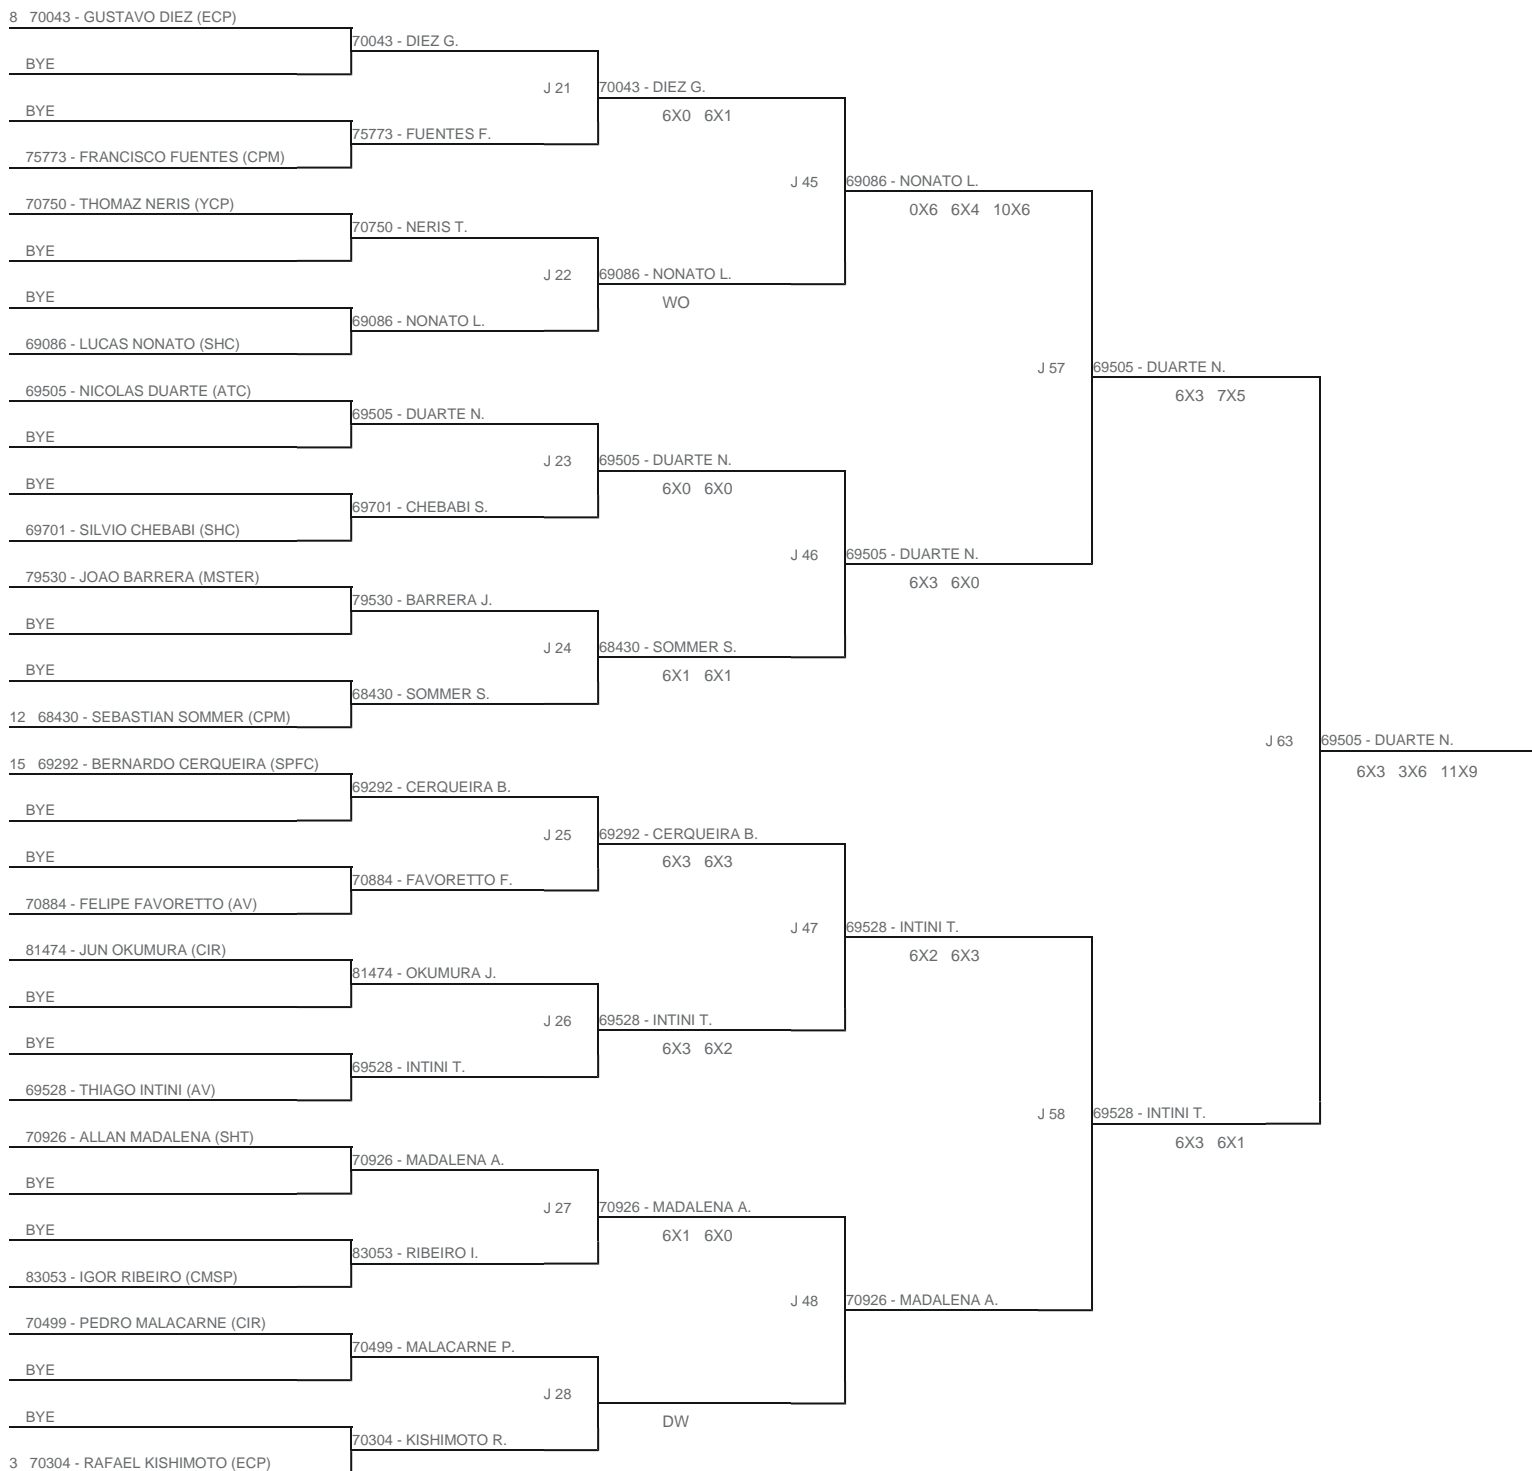 8 70043 - GUSTAVO DIEZ (ECP)
70043 - DIEZ G.
BYE
J 21
70043 - DIEZ G.
6X0 6X1
BYE
75773 - FUENTES F.
75773 - FRANCISCO FUENTES (CPM)
J 45
69086 - NONATO L.
0X6 6X4 10X6
70750 - THOMAZ NERIS (YCP)
70750 - NERIS T.
BYE
J 22
69086 - NONATO L.
WO
BYE
69086 - NONATO L.
69086 - LUCAS NONATO (SHC)
J 57
69505 - DUARTE N.
6X3 7X5
69505 - NICOLAS DUARTE (ATC)
69505 - DUARTE N.
BYE
J 23
69505 - DUARTE N.
6X0 6X0
BYE
69701 - CHEBABI S.
69701 - SILVIO CHEBABI (SHC)
J 46
69505 - DUARTE N.
6X3 6X0
79530 - JOAO BARRERA (MSTER)
79530 - BARRERA J.
BYE
J 24
68430 - SOMMER S.
6X1 6X1
BYE
68430 - SOMMER S.
12 68430 - SEBASTIAN SOMMER (CPM)
J 63
69505 - DUARTE N.
6X3 3X6 11X9
15 69292 - BERNARDO CERQUEIRA (SPFC)
69292 - CERQUEIRA B.
BYE
J 25
69292 - CERQUEIRA B.
6X3 6X3
BYE
70884 - FAVORETTO F.
70884 - FELIPE FAVORETTO (AV)
J 47
69528 - INTINI T.
6X2 6X3
81474 - JUN OKUMURA (CIR)
81474 - OKUMURA J.
BYE
J 26
69528 - INTINI T.
6X3 6X2
BYE
69528 - INTINI T.
69528 - THIAGO INTINI (AV)
J 58
69528 - INTINI T.
6X3 6X1
70926 - ALLAN MADALENA (SHT)
70926 - MADALENA A.
BYE
J 27
70926 - MADALENA A.
6X1 6X0
BYE
83053 - RIBEIRO I.
83053 - IGOR RIBEIRO (CMSP)
J 48
70926 - MADALENA A.
70499 - PEDRO MALACARNE (CIR)
70499 - MALACARNE P.
BYE
J 28
DW
BYE
70304 - KISHIMOTO R.
3 70304 - RAFAEL KISHIMOTO (ECP)